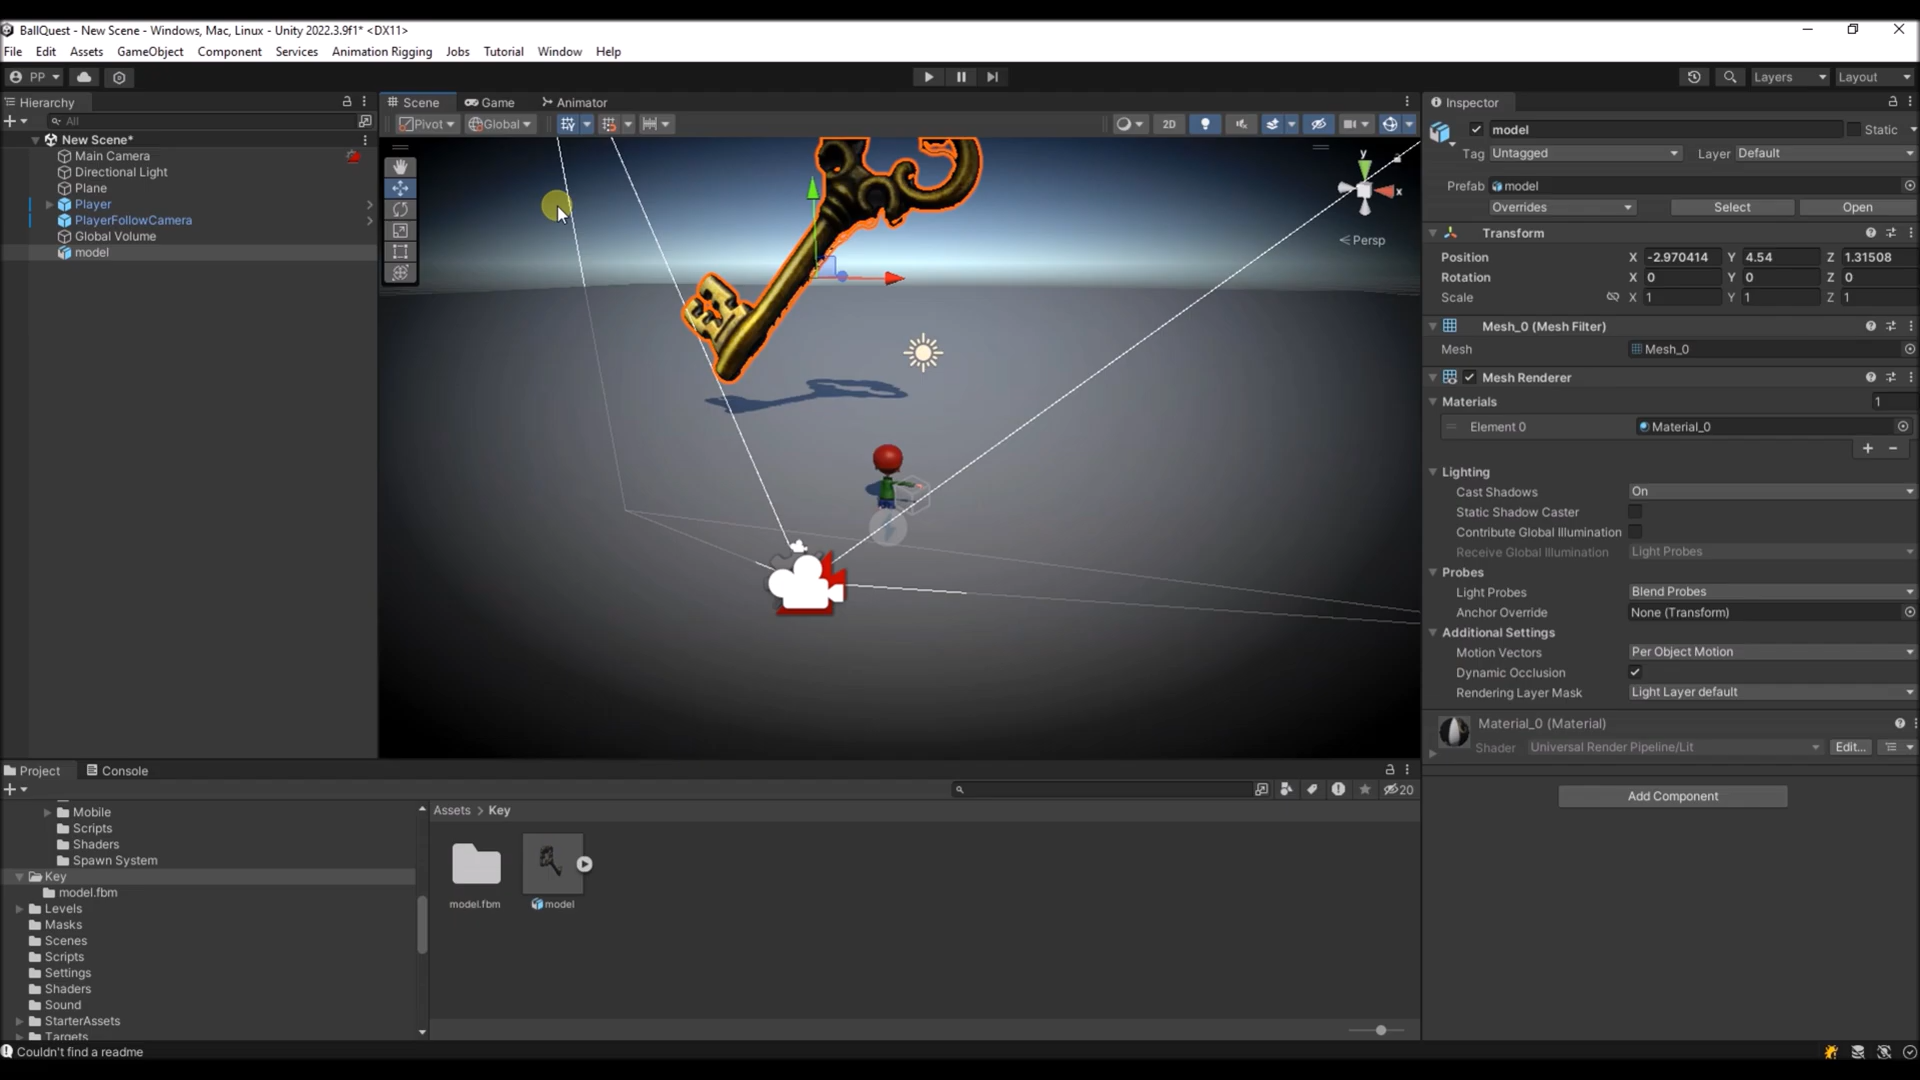 BallQuest - New Scene - Windows, Mac, Linux - Unity 2022.3.9f1* <DX11>
File Edit Assets GameObject Component Services Animation Rigging Jobs Tutorial Window Help
PP Layers Layout
Hierarchy
All
New Scene*
Main Camera
Directional Light
Plane
Player
PlayerFollowCamera
Global Volume
model
Scene Game Animator
Pivot Global 2D
y
x
Persp
Inspector
model Static
Tag Untagged Layer Default
Prefab model
Overrides Select Open
Transform
Position X -2.970414 Y 4.54 Z 1.31508
Rotation X 0 Y 0 Z 0
Scale X 1 Y 1 Z 1
Mesh_0 (Mesh Filter)
Mesh Mesh_0
Mesh Renderer
Materials 1
Element 0 Material_0
Lighting
Cast Shadows On
Static Shadow Caster
Contribute Global Illumination
Receive Global Illumination Light Probes
Probes
Light Probes Blend Probes
Anchor Override None (Transform)
Additional Settings
Motion Vectors Per Object Motion
Dynamic Occlusion
Rendering Layer Mask Light Layer default
Material_0 (Material)
Shader Universal Render Pipeline/Lit Edit...
Add Component
Project Console
20
Mobile
Scripts
Shaders
Spawn System
Key
model.fbm
Levels
Masks
Scenes
Scripts
Settings
Shaders
Sound
StarterAssets
Targets
Assets > Key
model.fbm model
Couldn't find a readme